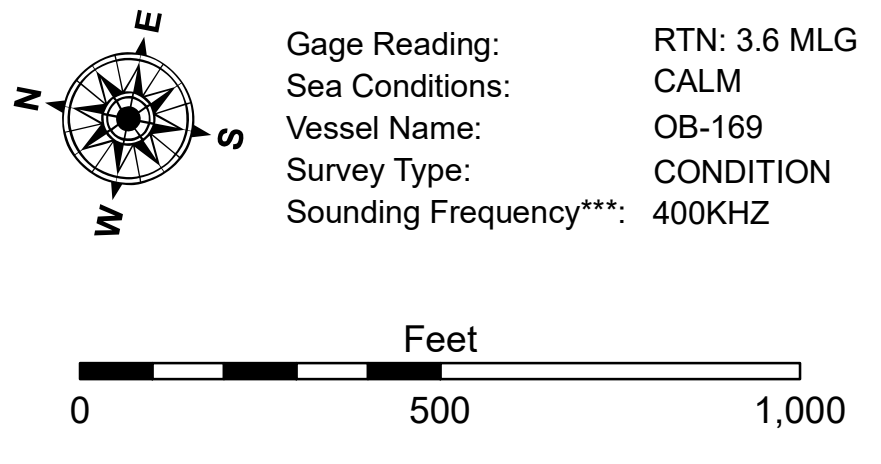 E
N
S
W
Gage Reading: RTN: 3.6 MLG
Sea Conditions: CALM
Vessel Name: OB-169
Survey Type: CONDITION
Sounding Frequency***: 400KHZ
Feet
0 500 1,000